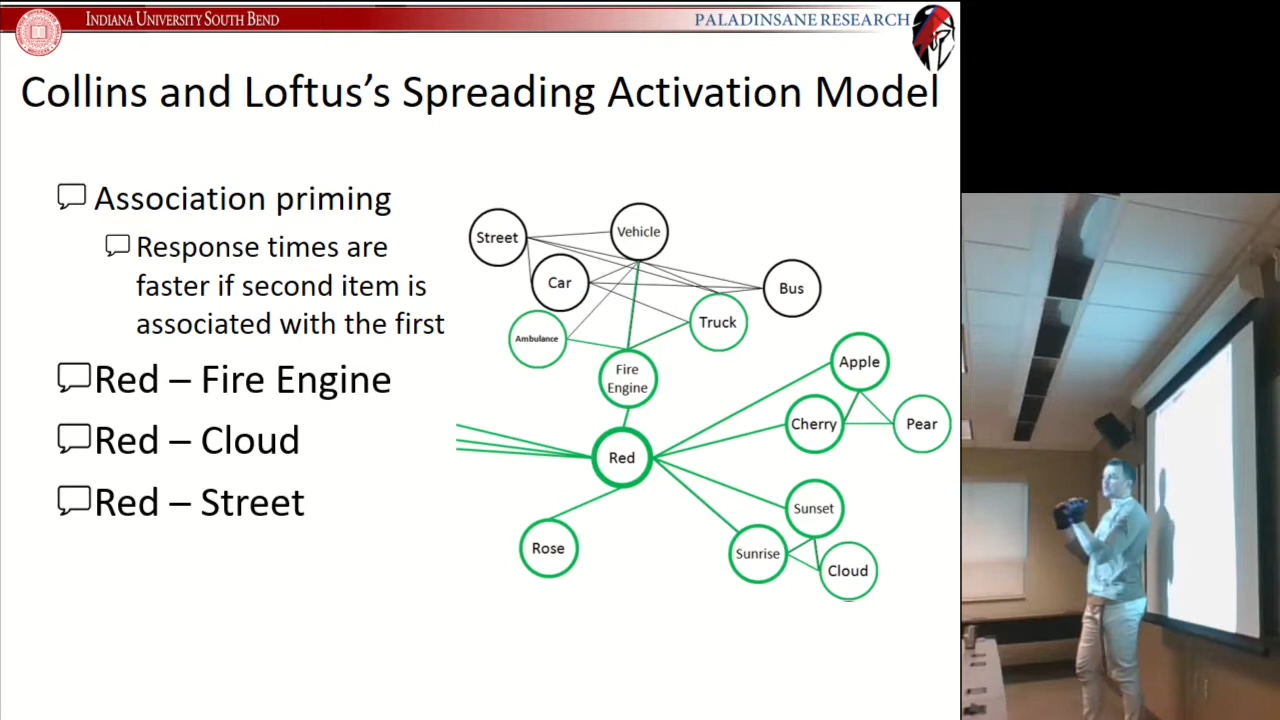 INDIANA UNIVERSITY SOUTH BEND
PALADINSANE RESEARCH
Collins and Loftus's Spreading Activation Model
Association priming
Response times are
faster if second item is
associated with the first
Red – Fire Engine
Red – Cloud
Red – Street
Street
Vehicle
Car
Bus
Ambulance
Truck
Fire
Engine
Apple
Cherry
Pear
Red
Sunset
Rose
Sunrise
Cloud